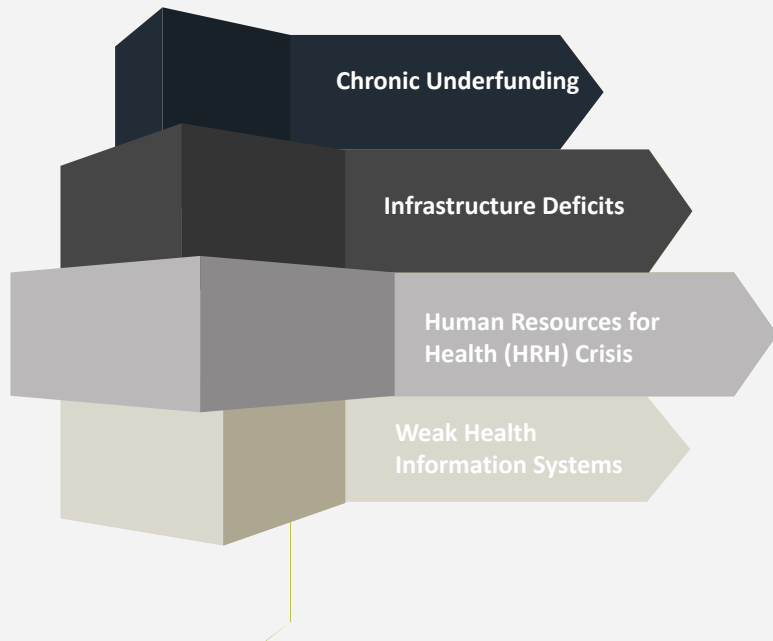 Chronic Underfunding
Infrastructure Deficits
Human Resources for
Health (HRH) Crisis
Weak Health
Information Systems